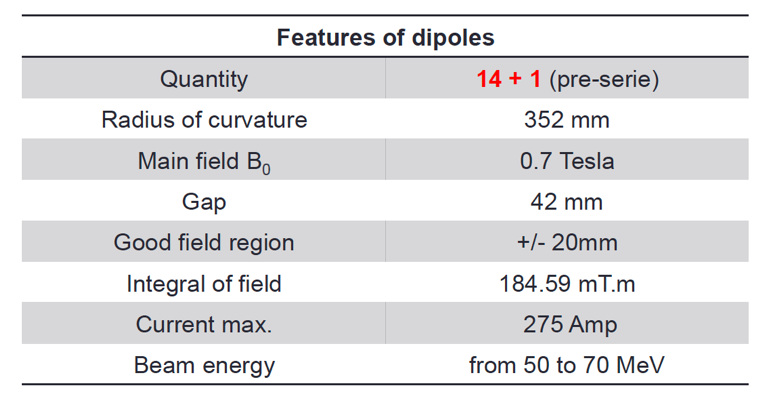 Features of dipoles
Quantity 14 + 1 (pre-serie)
Radius of curvature 352 mm
Main field B0 0.7 Tesla
Gap 42 mm
Good field region +/- 20mm
Integral of field 184.59 mT.m
Current max. 275 Amp
Beam energy from 50 to 70 MeV